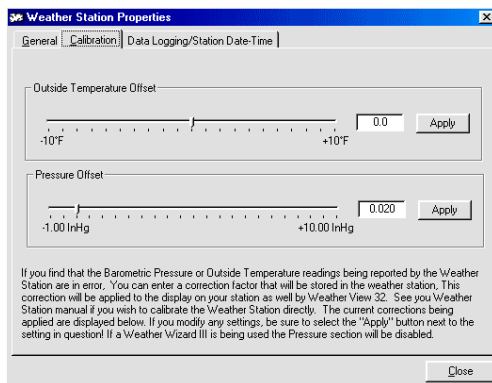 Weather Station Properties
General Calibration Data Logging/Station Date-Time
Outside Temperature Offset
0.0 Apply
-10°F +10°F
Pressure Offset
0.020 Apply
-1.00 InHg +10.00 InHg
If you find that the Barometric Pressure or Outside Temperature readings being reported by the Weather
Station are in error, You can enter a correction factor that will be stored in the weather station, This
correction will be applied to the display on your station as well by Weather View 32. See you Weather
Station manual if you wish to calibrate the Weather Station directly. The current corrections being
applied are displayed below. If you modify any settings, be sure to select the "Apply" button next to the
setting in question! If a Weather Wizard III is being used the Pressure section will be disabled.
Close